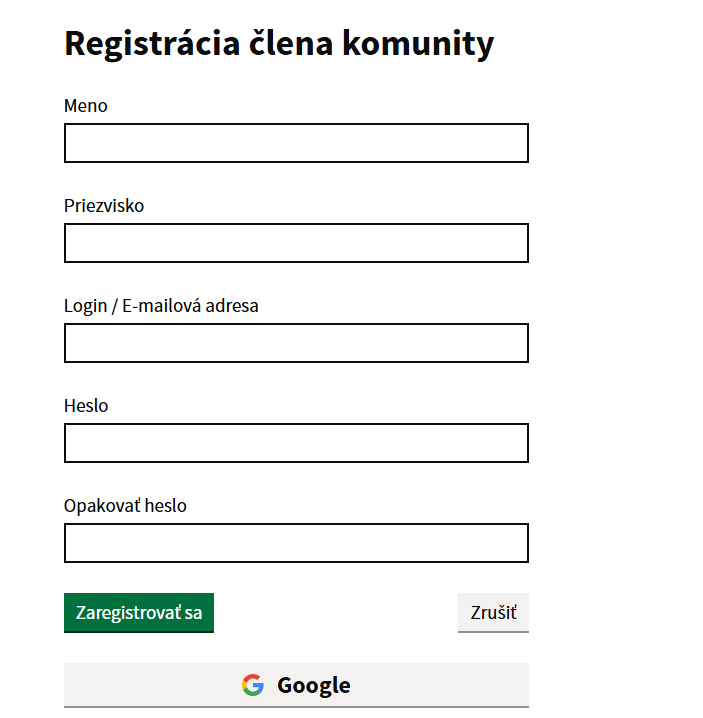 Registrácia člena komunity
Meno
Priezvisko
Login / E-mailová adresa
Heslo
Opakovať heslo
Zaregistrovať sa
Zrušiť
Google